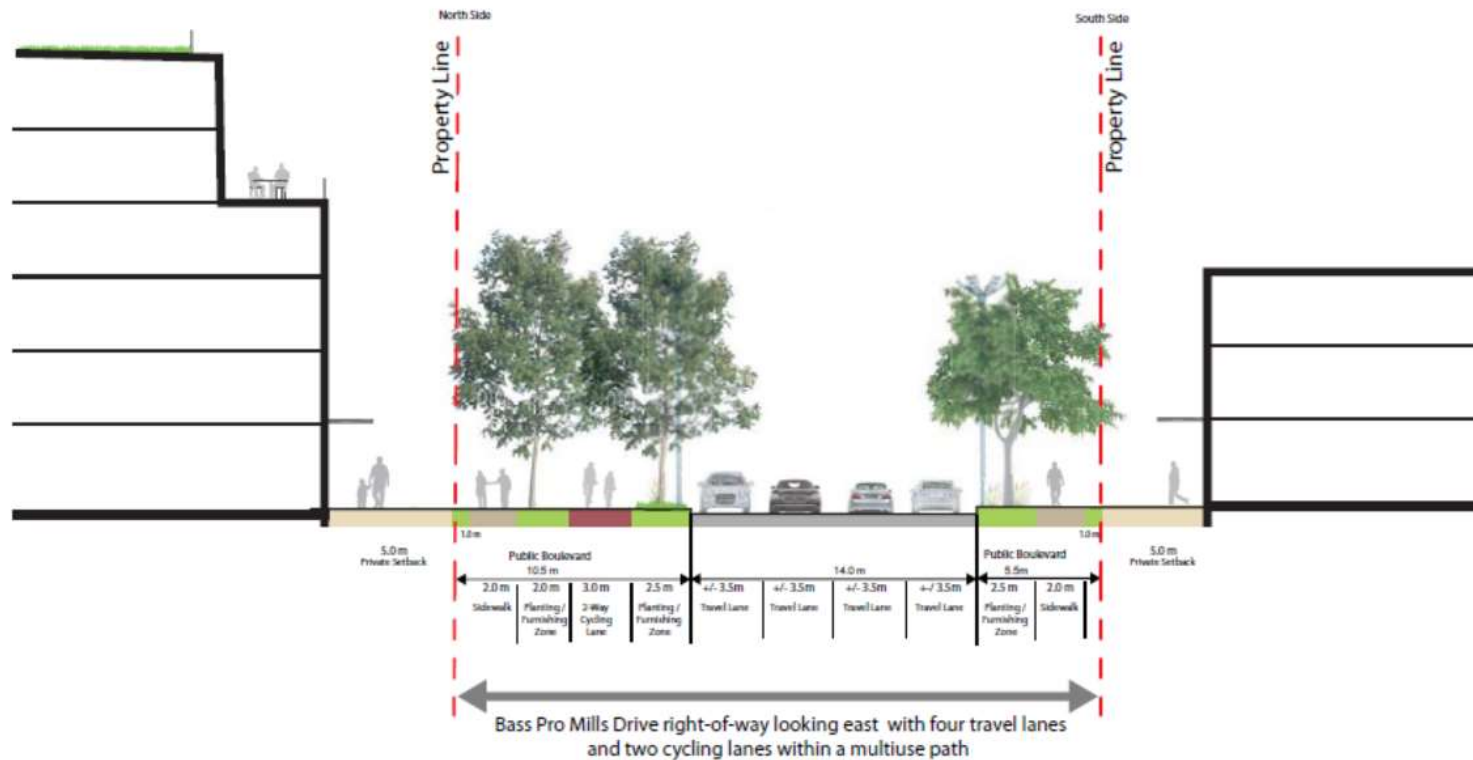 North Side
South Side
Property Line
Property Line
1.0 m
1.0 m
5.0 m
Private Setback
Public Boulevard
10.5 m
14.0 m
Public Boulevard
5.5m
5.0 m
Private Setback
2.0 m
Sidewalk
2.0 m
Planting /
Furnishing
Zone
3.0 m
2-Way
Cycling
Lane
2.5 m
Planting /
Furnishing
Zone
+/- 3.5m
Travel Lane
+/- 3.5m
Travel Lane
+/- 3.5m
Travel Lane
+-/ 3.5m
Travel Lane
2.5 m
Planting /
Furnishing
Zone
2.0 m
Sidewalk
Bass Pro Mills Drive right-of-way looking east with four travel lanes
and two cycling lanes within a multiuse path